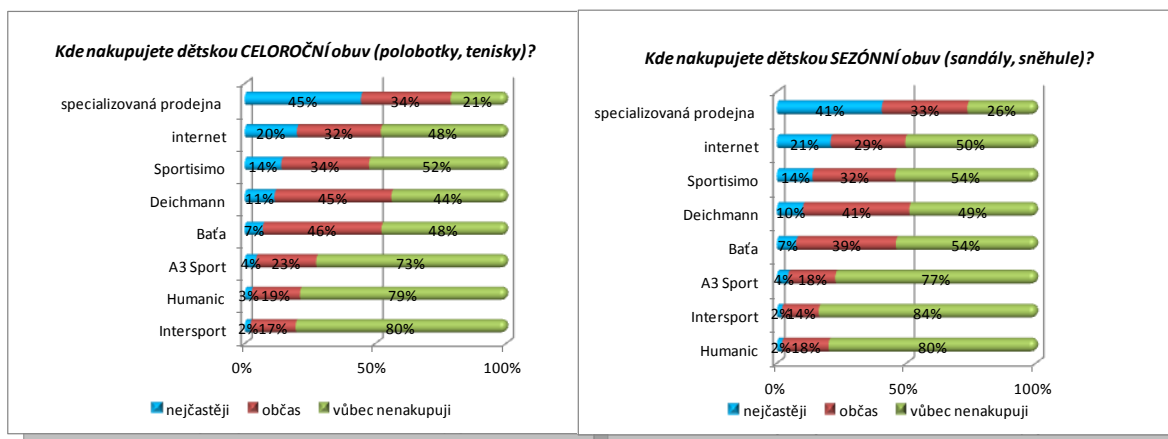 Kde nakupujete dětskou CELOROČNÍ obuv (polobotky, tenisky)?
specializovaná prodejna 45% 34% 21%
internet 20% 32% 48%
Sportisimo 14% 34% 52%
Deichmann 11% 45% 44%
Baťa 7% 46% 48%
A3 Sport 4% 23% 73%
Humanic 3% 19% 79%
Intersport 2% 17% 80%
0% 50% 100%
nejčastěji občas vůbec nenakupuji
Kde nakupujete dětskou SEZÓNNÍ obuv (sandály, sněhule)?
specializovaná prodejna 41% 33% 26%
internet 21% 29% 50%
Sportisimo 14% 32% 54%
Deichmann 10% 41% 49%
Baťa 7% 39% 54%
A3 Sport 4% 18% 77%
Intersport 2% 14% 84%
Humanic 2% 18% 80%
0% 50% 100%
nejčastěji občas vůbec nenakupuji